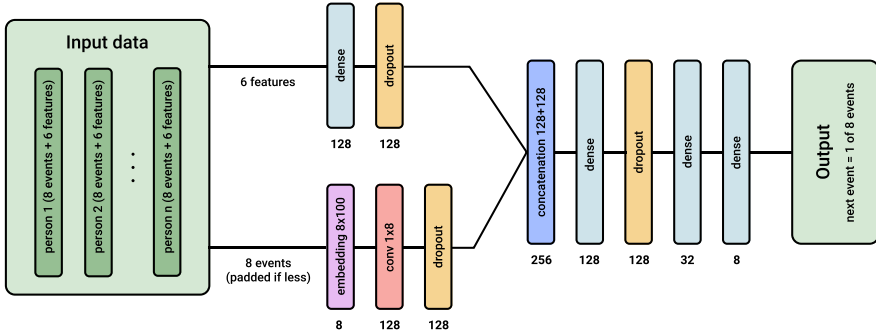 Input data
person 1 (8 events + 6 features)
person 2 (8 events + 6 features)
...
person n (8 events + 6 features)
6 features
dense
128
dropout
128
8 events
(padded if less)
embedding 8x100
8
conv 1x8
128
dropout
128
concatenation 128+128
256
dense
128
dropout
128
dense
32
dense
8
Output
next event = 1 of 8 events